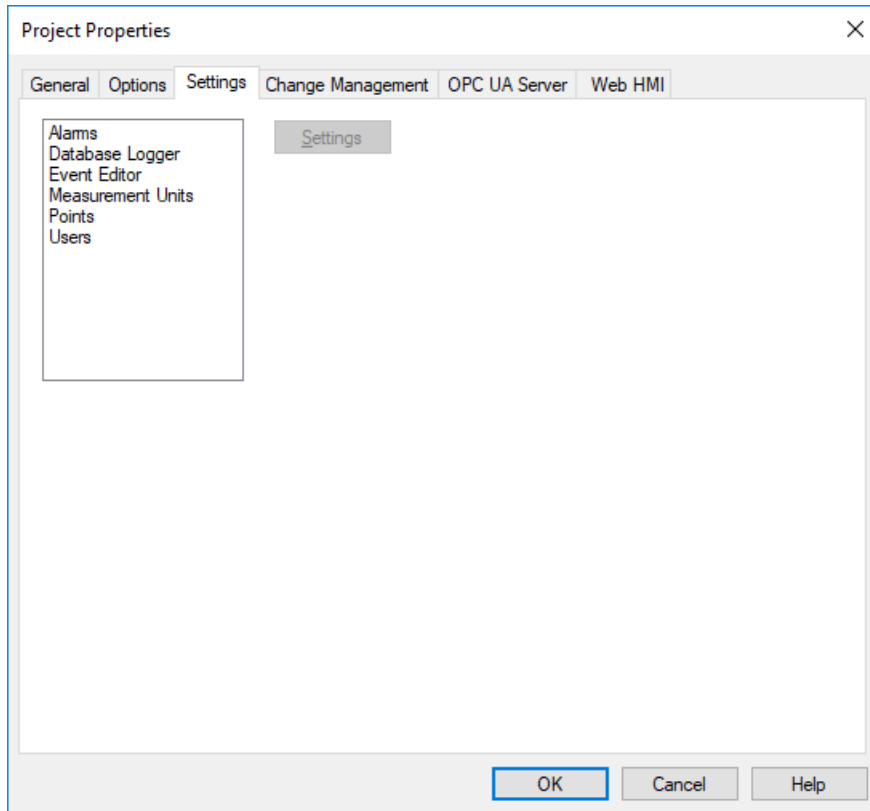 Project Properties
General Options Settings Change Management OPC UA Server Web HMI
Alarms
Database Logger
Event Editor
Measurement Units
Points
Users
Settings
OK Cancel Help